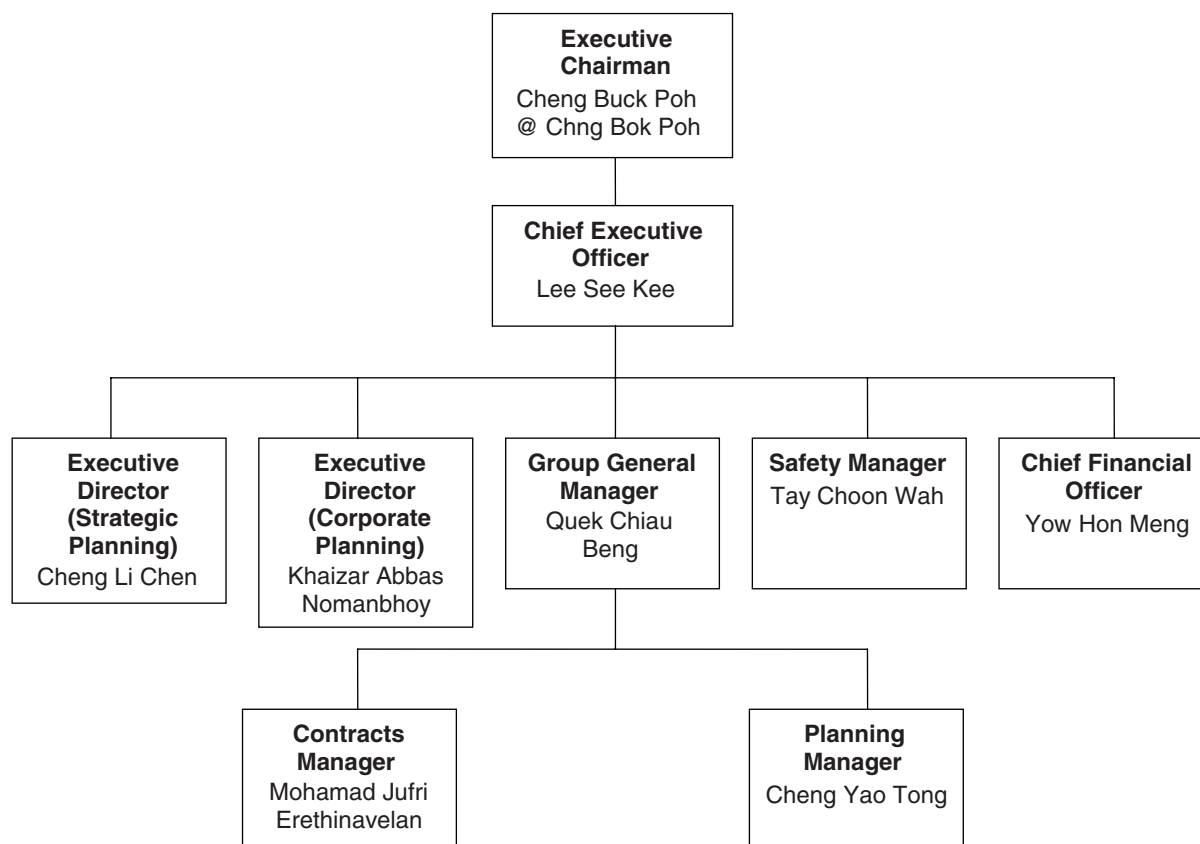 Executive
Chairman
Cheng Buck Poh
@ Chng Bok Poh
Chief Executive
Officer
Lee See Kee
Executive
Director
(Strategic
Planning)
Cheng Li Chen
Executive
Director
(Corporate
Planning)
Khaizar Abbas
Nomanbhoy
Group General
Manager
Quek Chiau
Beng
Safety Manager
Tay Choon Wah
Chief Financial
Officer
Yow Hon Meng
Contracts
Manager
Mohamad Jufri
Erethinavelan
Planning
Manager
Cheng Yao Tong